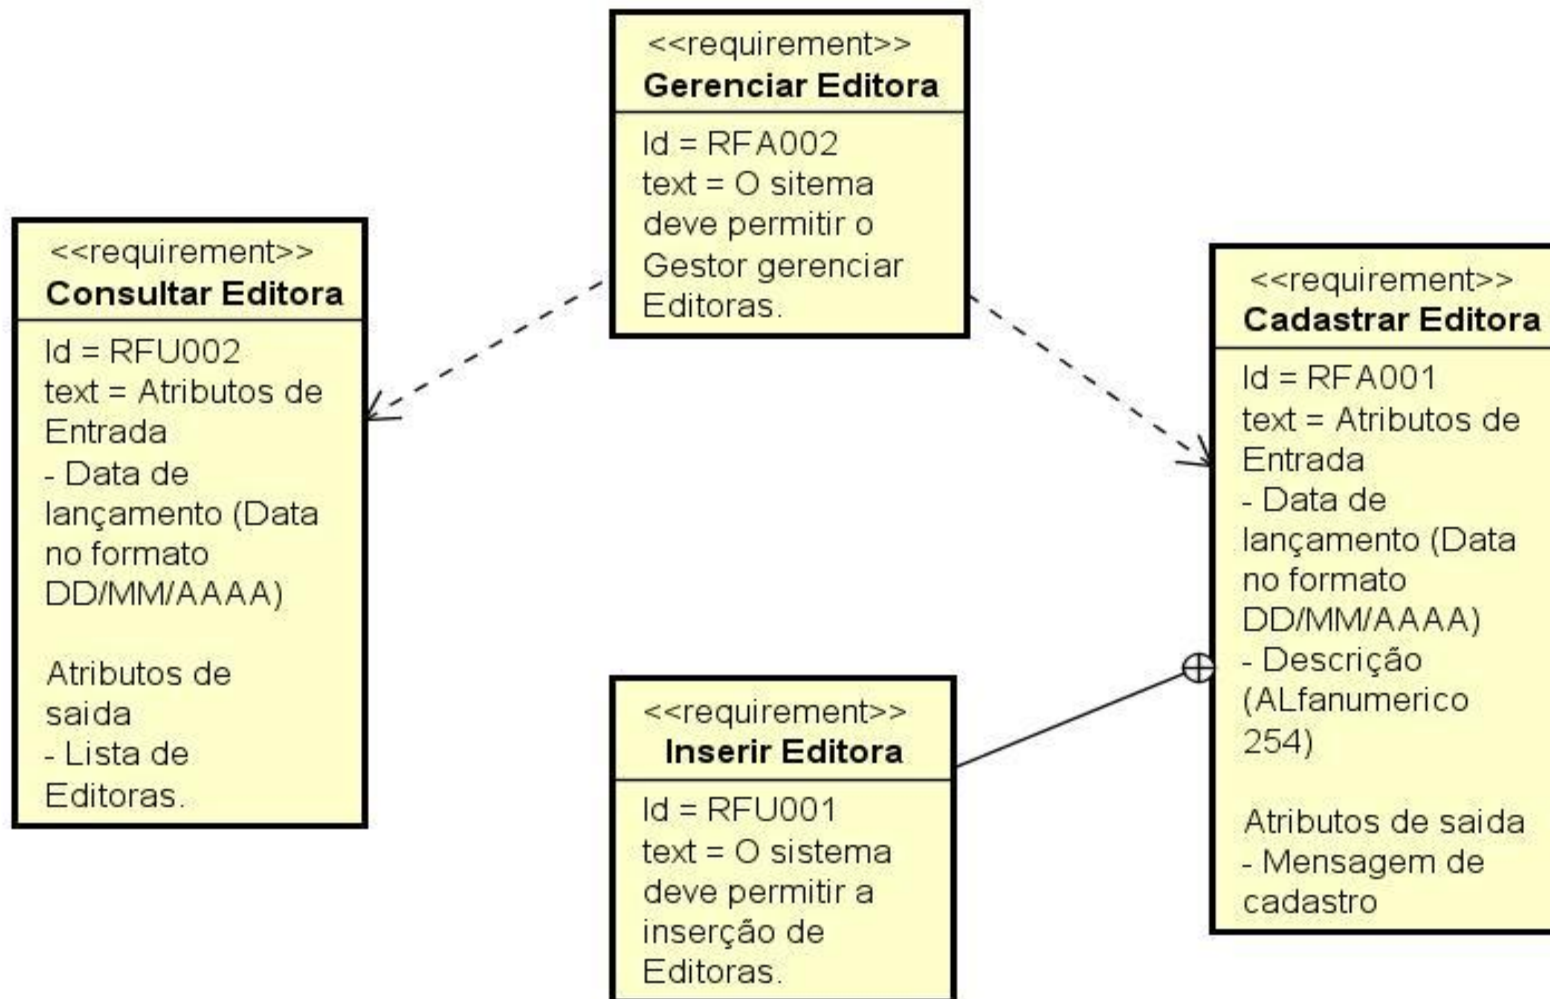 <<requirement>>
Gerenciar Editora
Id = RFA002
text = O sitema
deve permitir o
Gestor gerenciar
Editoras.
<<requirement>>
Consultar Editora
Id = RFU002
text = Atributos de
Entrada
- Data de
lançamento (Data
no formato
DD/MM/AAAA)
Atributos de
saida
- Lista de
Editoras.
<<requirement>>
Cadastrar Editora
Id = RFA001
text = Atributos de
Entrada
- Data de
lançamento (Data
no formato
DD/MM/AAAA)
- Descrição
(ALfanumerico
254)
Atributos de saida
- Mensagem de
cadastro
<<requirement>>
Inserir Editora
Id = RFU001
text = O sistema
deve permitir a
inserção de
Editoras.